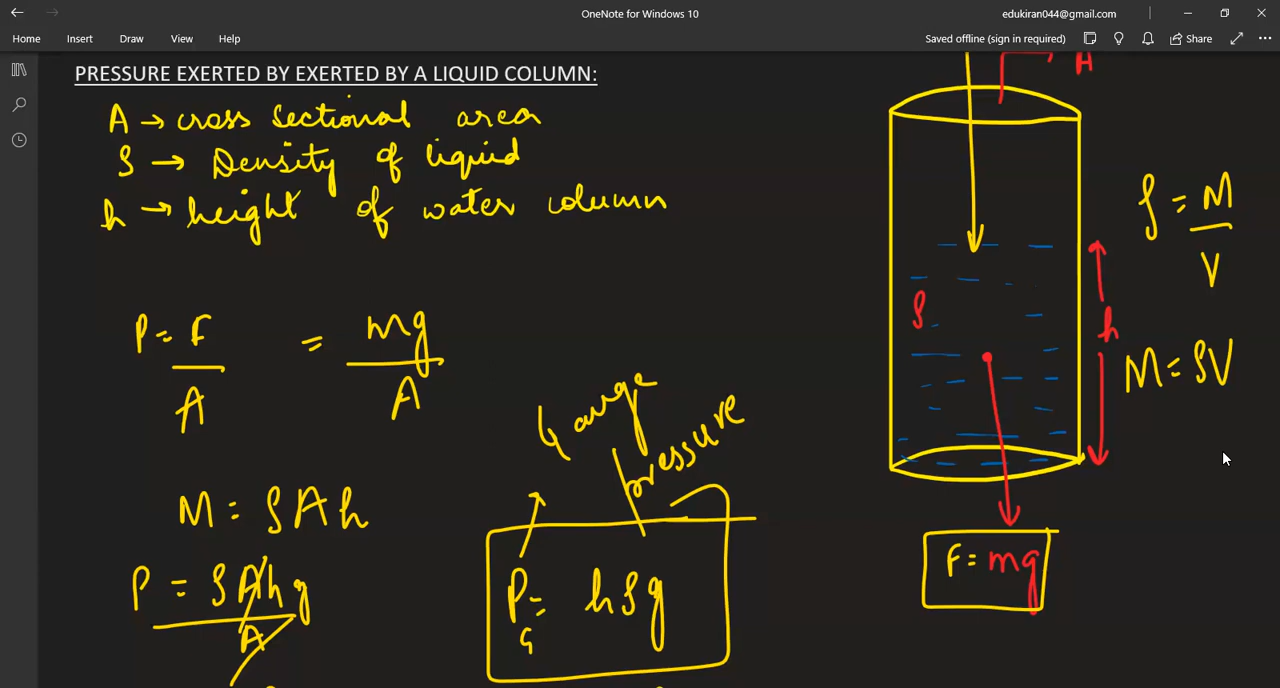 OneNote for Windows 10
edukiran044@gmail.com
Home Insert Draw View Help
Saved offline (sign in required)
Share
PRESSURE EXERTED BY EXERTED BY A LIQUID COLUMN:
A → cross sectional area
ρ → Density of liquid
h → height of water column
P = F/A = mg/A
M = ρAh
P = ρAhg/A
Gauge pressure
P_G = hρg
A
ρ
h
F = mg
ρ = M/V
M = ρV